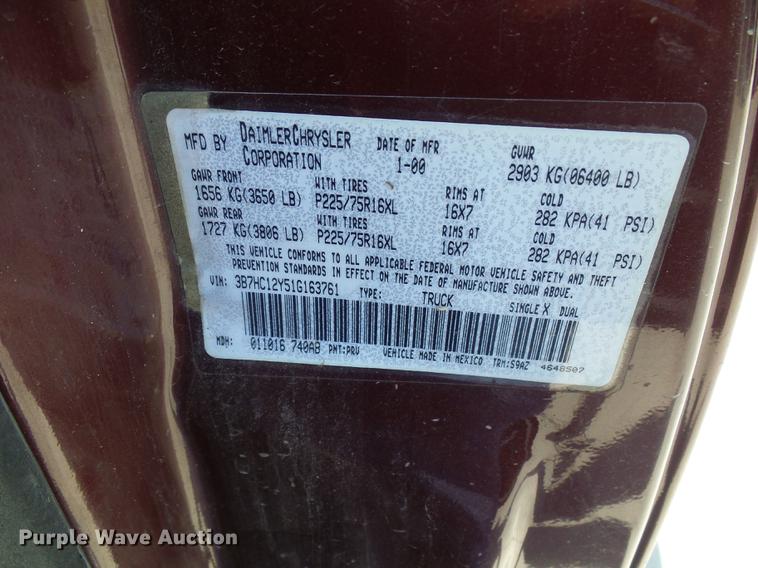 MFD BY DAIMLERCHRYSLER CORPORATION DATE OF MFR 1-00 GVWR 2903 KG(06400 LB)
GAWR FRONT WITH TIRES RIMS AT COLD
1656 KG(3650 LB) P225/75R16XL 16X7 282 KPA(41 PSI)
GAWR REAR WITH TIRES RIMS AT COLD
1727 KG(3806 LB) P225/75R16XL 16X7 282 KPA(41 PSI)
THIS VEHICLE CONFORMS TO ALL APPLICABLE FEDERAL MOTOR VEHICLE SAFETY AND THEFT
PREVENTION STANDARDS IN EFFECT ON THE DATE OF MANUFACTURE SHOWN ABOVE.
VIN: 3B7HC12Y51G163761 TYPE: TRUCK SINGLE X DUAL
MDH: 011016 740AB PNT:PRV VEHICLE MADE IN MEXICO TRM:S9AZ 4648507
Purple Wave Auction